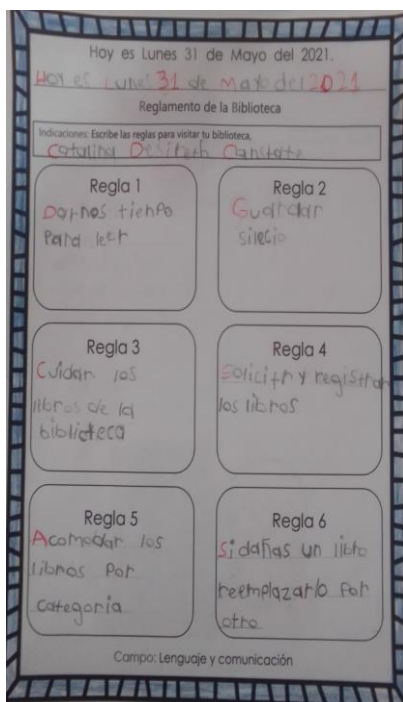 Hoy es Lunes 31 de Mayo del 2021.
Hoy es Lunes 31 de Mayo del 2021
Reglamento de la Biblioteca
Indicaciones: Escribe las reglas para visitar tu biblioteca.
Catalina
Regla 1
Darnos tienpo
Para leer
Regla 2
Guardar
silecio
Regla 3
Cuidar los
libros de la
biblioteca
Regla 4
Solicitr y registrar
los libros
Regla 5
Acomodar los
libros Por
categoria
Regla 6
Si dañas un libro
reemplazarlo Por
otro
Campo: Lenguaje y comunicación